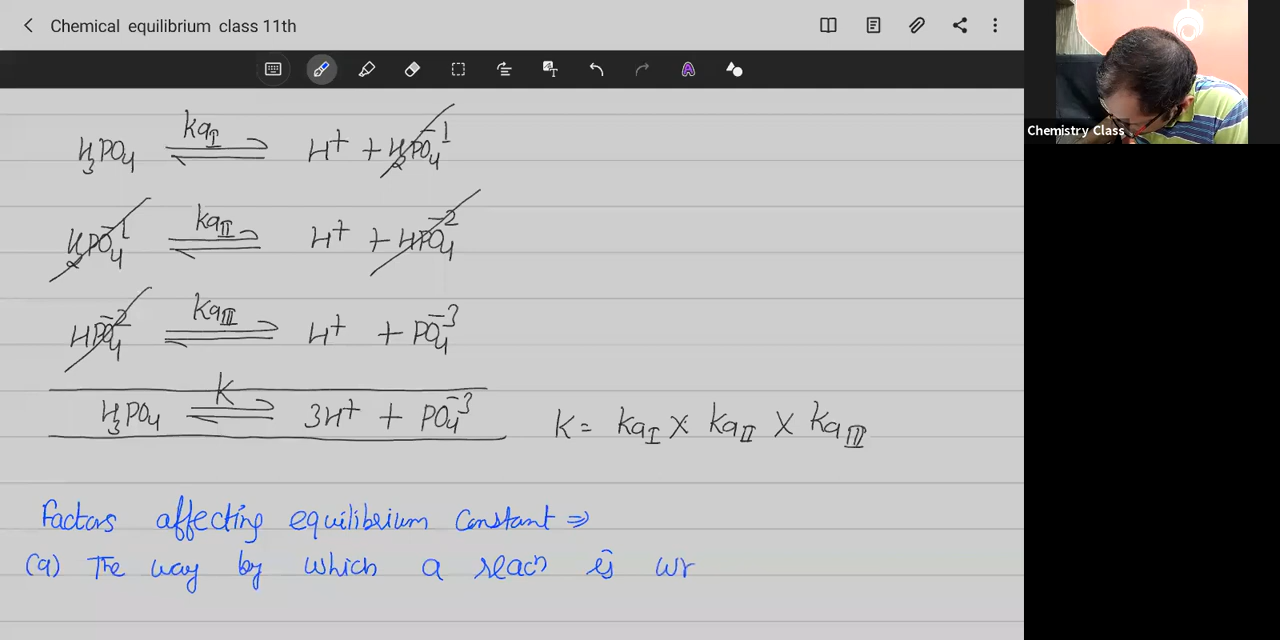 Chemical equilibrium class 11th
Chemistry Class
H3PO4 ⇌ kaI H+ + H2PO4-1
H2PO4-1 ⇌ kaII H+ + HPO4-2
HPO4-2 ⇌ kaIII H+ + PO4-3
H3PO4 ⇌ K 3H+ + PO4-3
K = kaI × kaII × kaIII
Factors affecting equilibrium Constant ⇒
(a) The way by which a reacn is wr